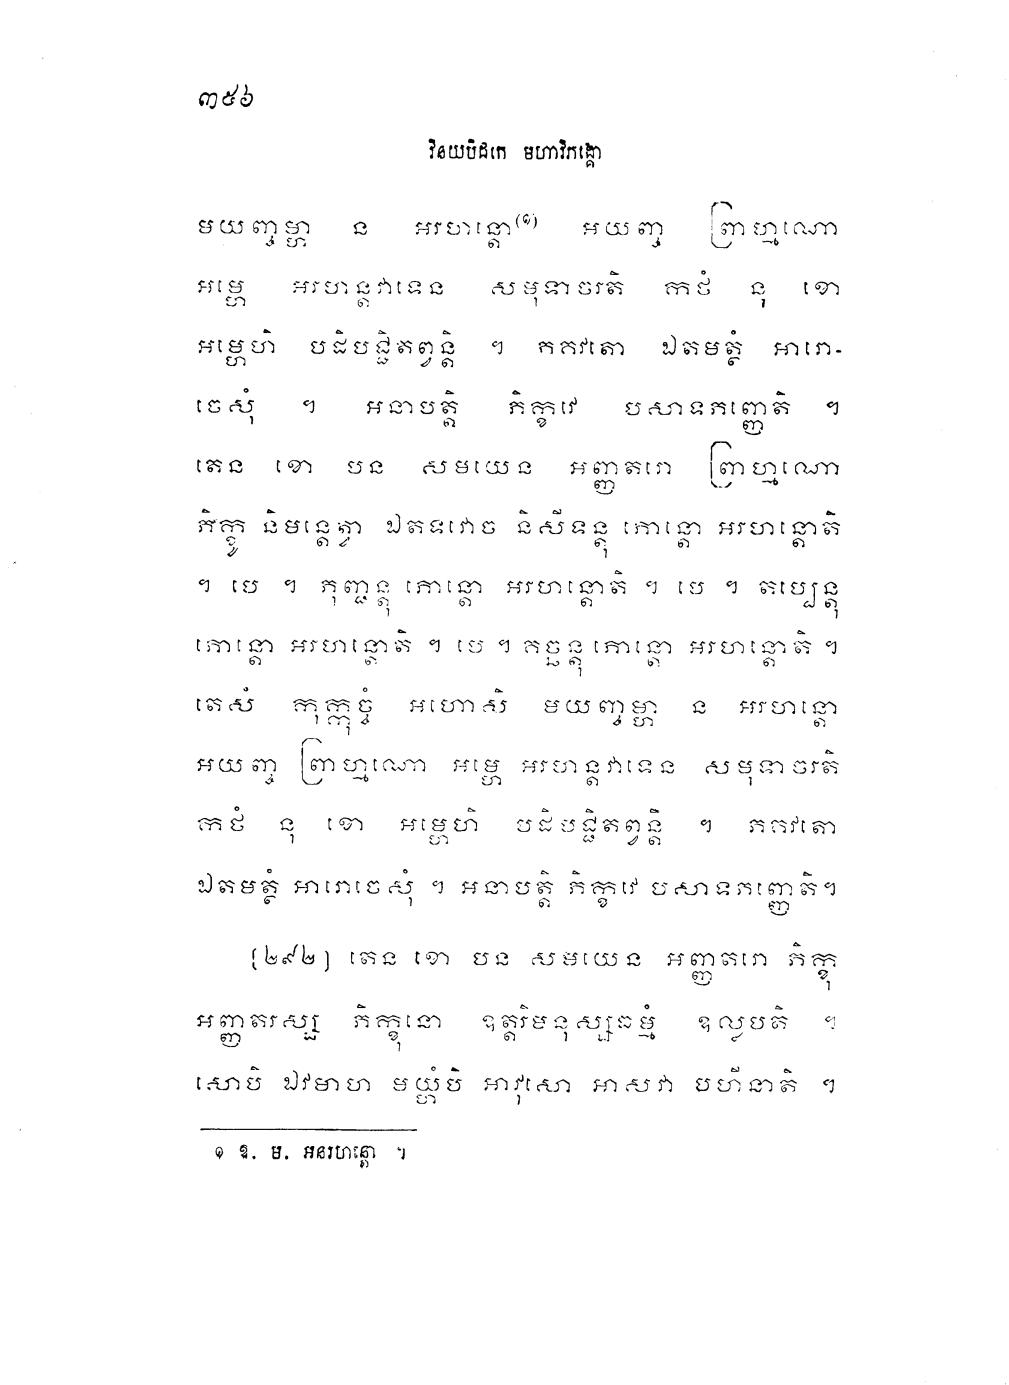 ៣៥៦
វិនយបិដកេ មហាវិភង្គោ
មយញ្ចម្ហា ន អរហន្តោ(១) អយញ្ច ព្រាហ្មណោ
អម្ហេ អរហន្តវាទេន សមុទាចរតិ កថំ នុ ខោ
អម្ហេហិ បដិបជ្ជិតព្វន្តិ ។ ភគវតោ ឯតមត្ថំ អារោ-
ចេសុំ ។ អនាបត្តិ ភិក្ខវេ បសាទភញ្ញេតិ ។
តេន ខោ បន សមយេន អញ្ញតរោ ព្រាហ្មណោ
ភិក្ខូ និមន្តេត្វា ឯតទវោច និសីទន្តុ ភោន្តោ អរហន្តោតិ
។ បេ ។ ភុញ្ជន្តុ ភោន្តោ អរហន្តោតិ ។ បេ ។ តប្បេន្តុ
ភោន្តោ អរហន្តោតិ ។ បេ ។ គច្ឆន្តុ ភោន្តោ អរហន្តោតិ ។
តេសំ កុក្កុច្ចំ អហោសិ មយញ្ចម្ហា ន អរហន្តោ
អយញ្ច ព្រាហ្មណោ អម្ហេ អរហន្តវាទេន សមុទាចរតិ
កថំ នុ ខោ អម្ហេហិ បដិបជ្ជិតព្វន្តិ ។ ភគវតោ
ឯតមត្ថំ អារោចេសុំ ។ អនាបត្តិ ភិក្ខវេ បសាទភញ្ញេតិ។
[២៩២] តេន ខោ បន សមយេន អញ្ញតរោ ភិក្ខុ
អញ្ញតរស្ស ភិក្ខុនោ ឧត្តរិមនុស្សធម្មំ ឧល្លបតិ ។
សោបិ ឯវមាហ មយ្ហំបិ អាវុសោ អាសវា បហីនាតិ ។
១ ឱ. ម. អនរហន្តោ ។